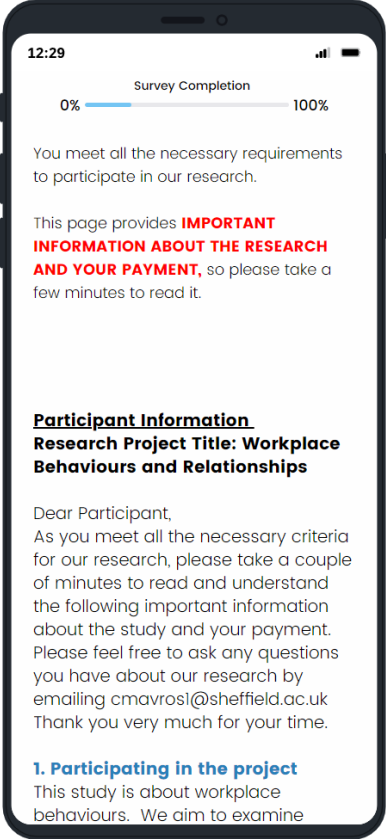 12:29
Survey Completion
0% 100%
You meet all the necessary requirements
to participate in our research.
This page provides IMPORTANT
INFORMATION ABOUT THE RESEARCH
AND YOUR PAYMENT, so please take a
few minutes to read it.
Participant Information
Research Project Title: Workplace
Behaviours and Relationships
Dear Participant,
As you meet all the necessary criteria
for our research, please take a couple
of minutes to read and understand
the following important information
about the study and your payment.
Please feel free to ask any questions
you have about our research by
emailing cmavros1@sheffield.ac.uk
Thank you very much for your time.
1. Participating in the project
This study is about workplace
behaviours. We aim to examine